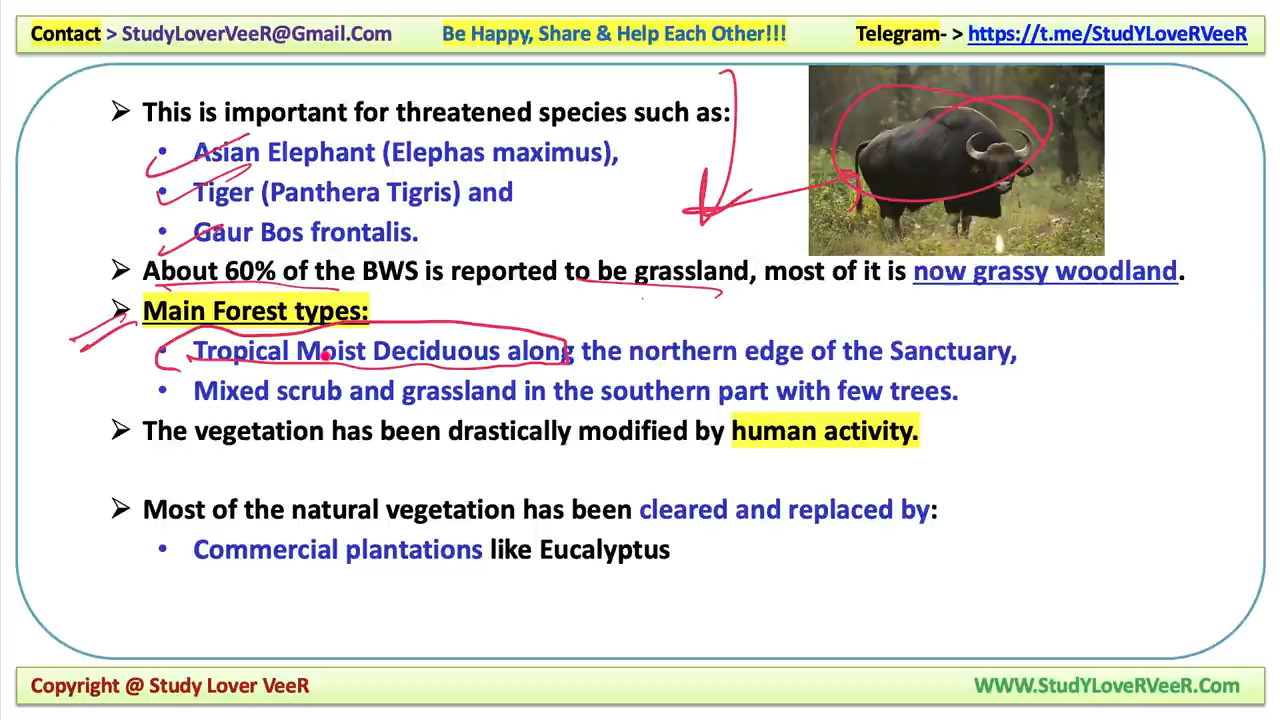 Contact > StudyLoverVeeR@Gmail.Com Be Happy, Share & Help Each Other!!! Telegram- > https://t.me/StudYLoveRVeeR
➢ This is important for threatened species such as:
• Asian Elephant (Elephas maximus),
• Tiger (Panthera Tigris) and
• Gaur Bos frontalis.
➢ About 60% of the BWS is reported to be grassland, most of it is now grassy woodland.
➢ Main Forest types:
• Tropical Moist Deciduous along the northern edge of the Sanctuary,
• Mixed scrub and grassland in the southern part with few trees.
➢ The vegetation has been drastically modified by human activity.
➢ Most of the natural vegetation has been cleared and replaced by:
• Commercial plantations like Eucalyptus
Copyright @ Study Lover VeeR WWW.StudYLoveRVeeR.Com